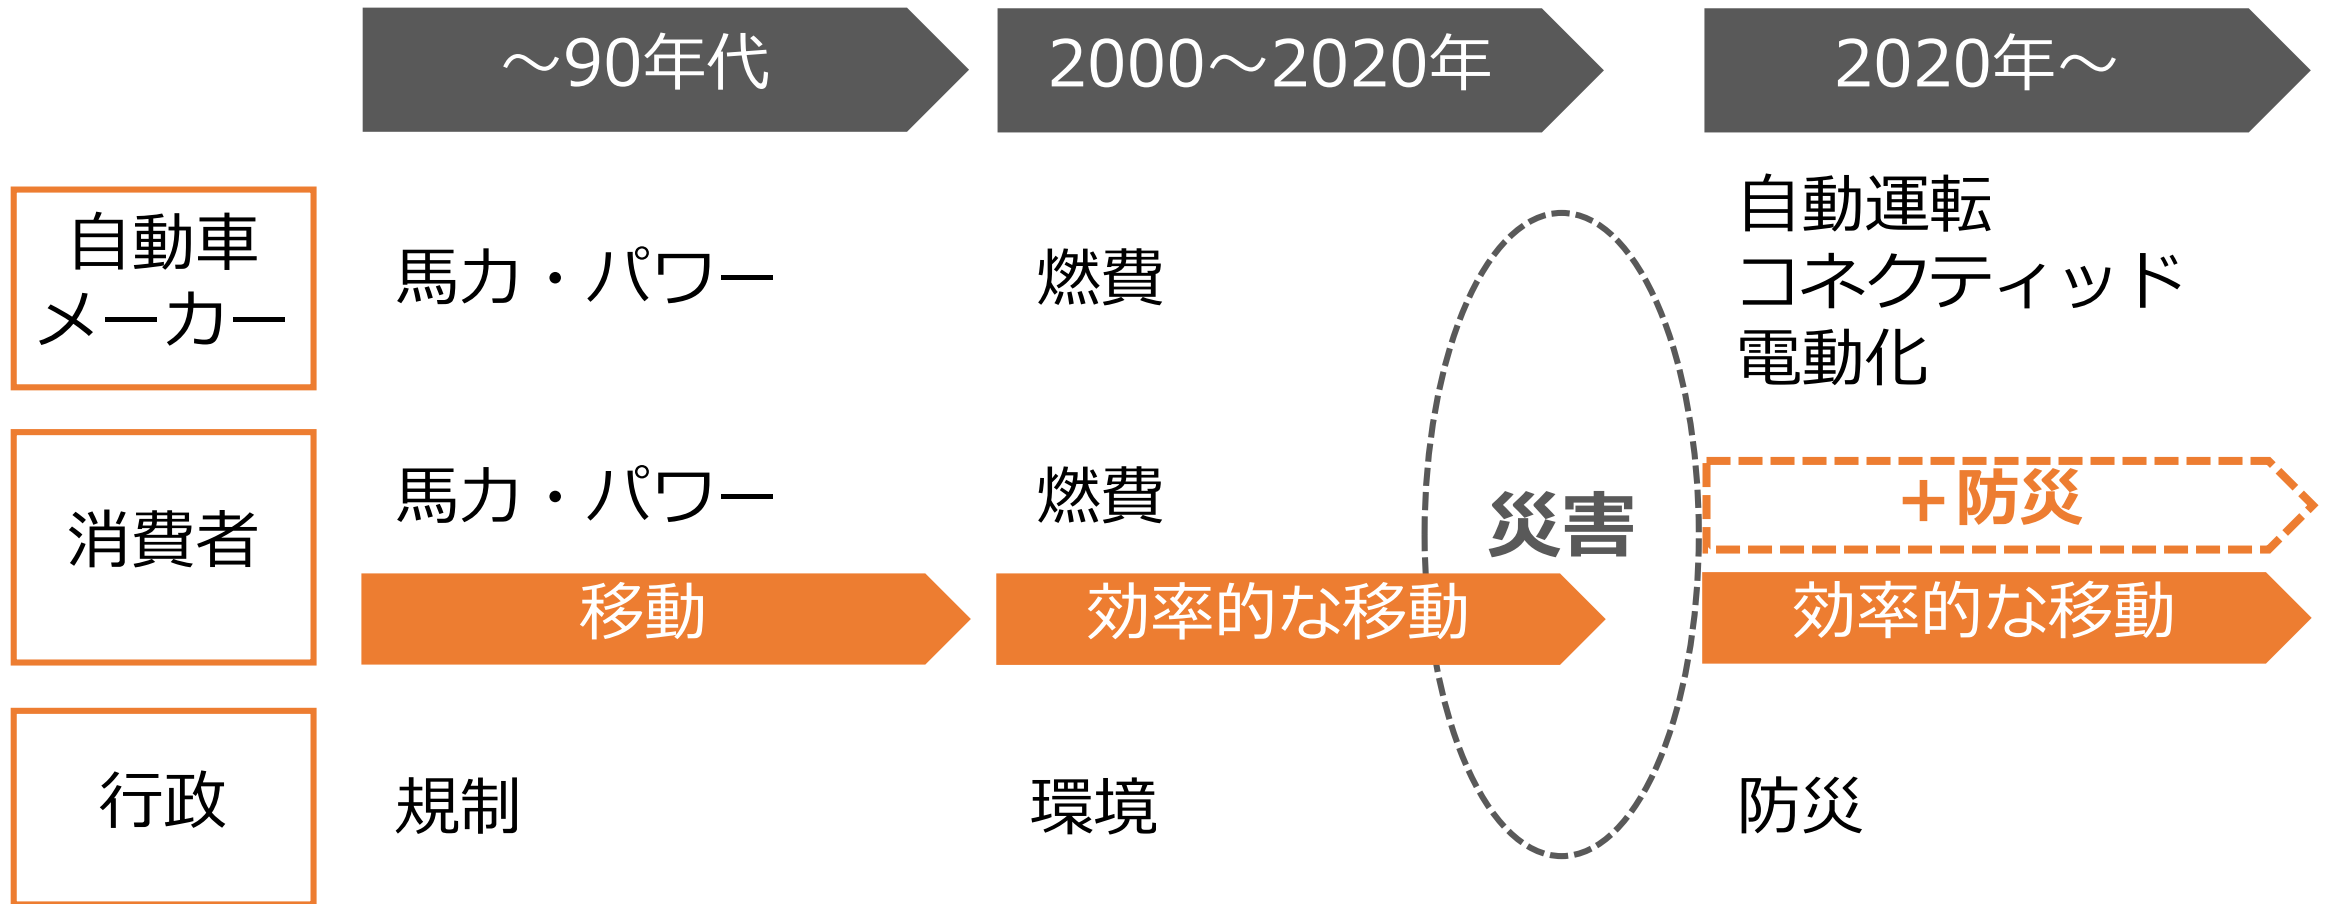 ～90年代
2000～2020年
2020年～
自動車
メーカー
馬力・パワー
燃費
自動運転
コネクティッド
電動化
消費者
馬力・パワー
燃費
災害
+防災
移動
効率的な移動
効率的な移動
行政
規制
環境
防災